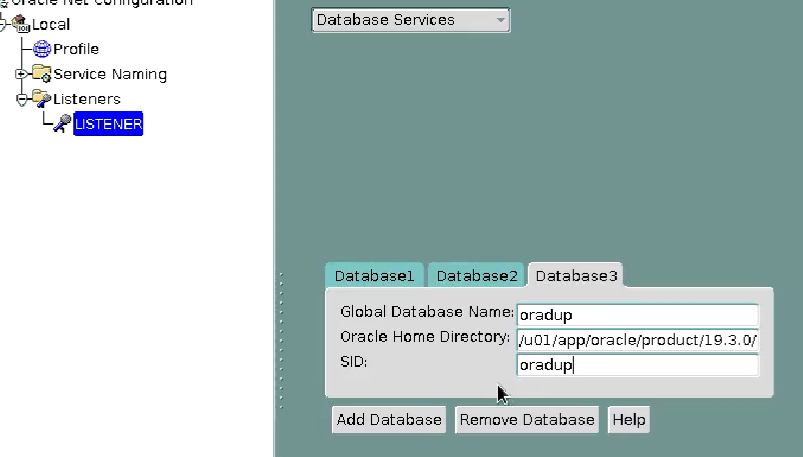 Oracle Net Configuration
Local
Profile
Service Naming
Listeners
LISTENER
Database Services
Database1 Database2 Database3
Global Database Name: oradup
Oracle Home Directory: /u01/app/oracle/product/19.3.0/
SID: oradup
Add Database Remove Database Help